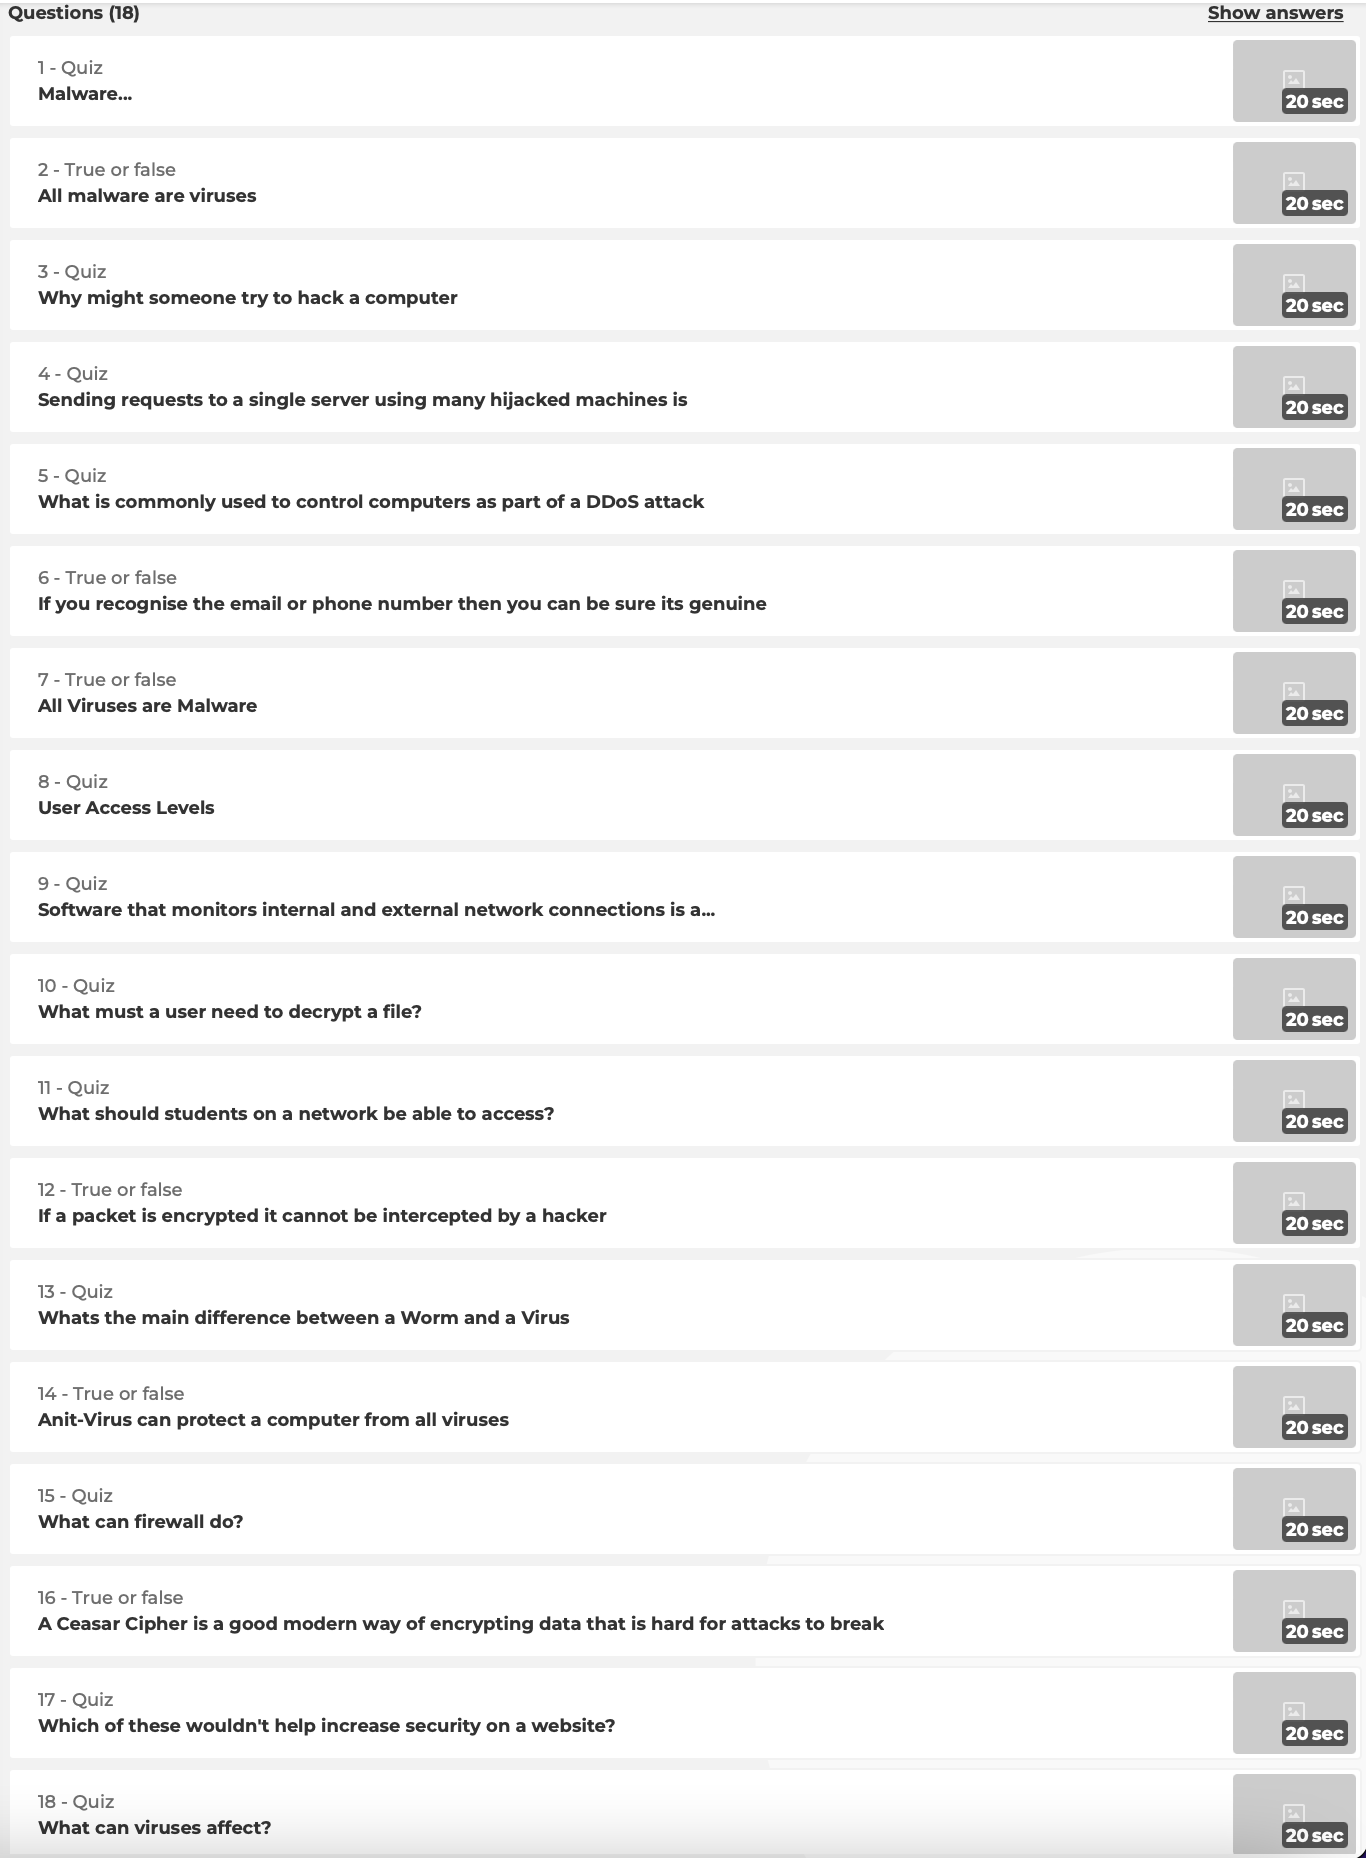 Questions (18)
Show answers
1 - Quiz
Malware...
20 sec
2 - True or false
All malware are viruses
20 sec
3 - Quiz
Why might someone try to hack a computer
20 sec
4 - Quiz
Sending requests to a single server using many hijacked machines is
20 sec
5 - Quiz
What is commonly used to control computers as part of a DDoS attack
20 sec
6 - True or false
If you recognise the email or phone number then you can be sure its genuine
20 sec
7 - True or false
All Viruses are Malware
20 sec
8 - Quiz
User Access Levels
20 sec
9 - Quiz
Software that monitors internal and external network connections is a...
20 sec
10 - Quiz
What must a user need to decrypt a file?
20 sec
11 - Quiz
What should students on a network be able to access?
20 sec
12 - True or false
If a packet is encrypted it cannot be intercepted by a hacker
20 sec
13 - Quiz
Whats the main difference between a Worm and a Virus
20 sec
14 - True or false
Anit-Virus can protect a computer from all viruses
20 sec
15 - Quiz
What can firewall do?
20 sec
16 - True or false
A Ceasar Cipher is a good modern way of encrypting data that is hard for attacks to break
20 sec
17 - Quiz
Which of these wouldn't help increase security on a website?
20 sec
18 - Quiz
What can viruses affect?
20 sec